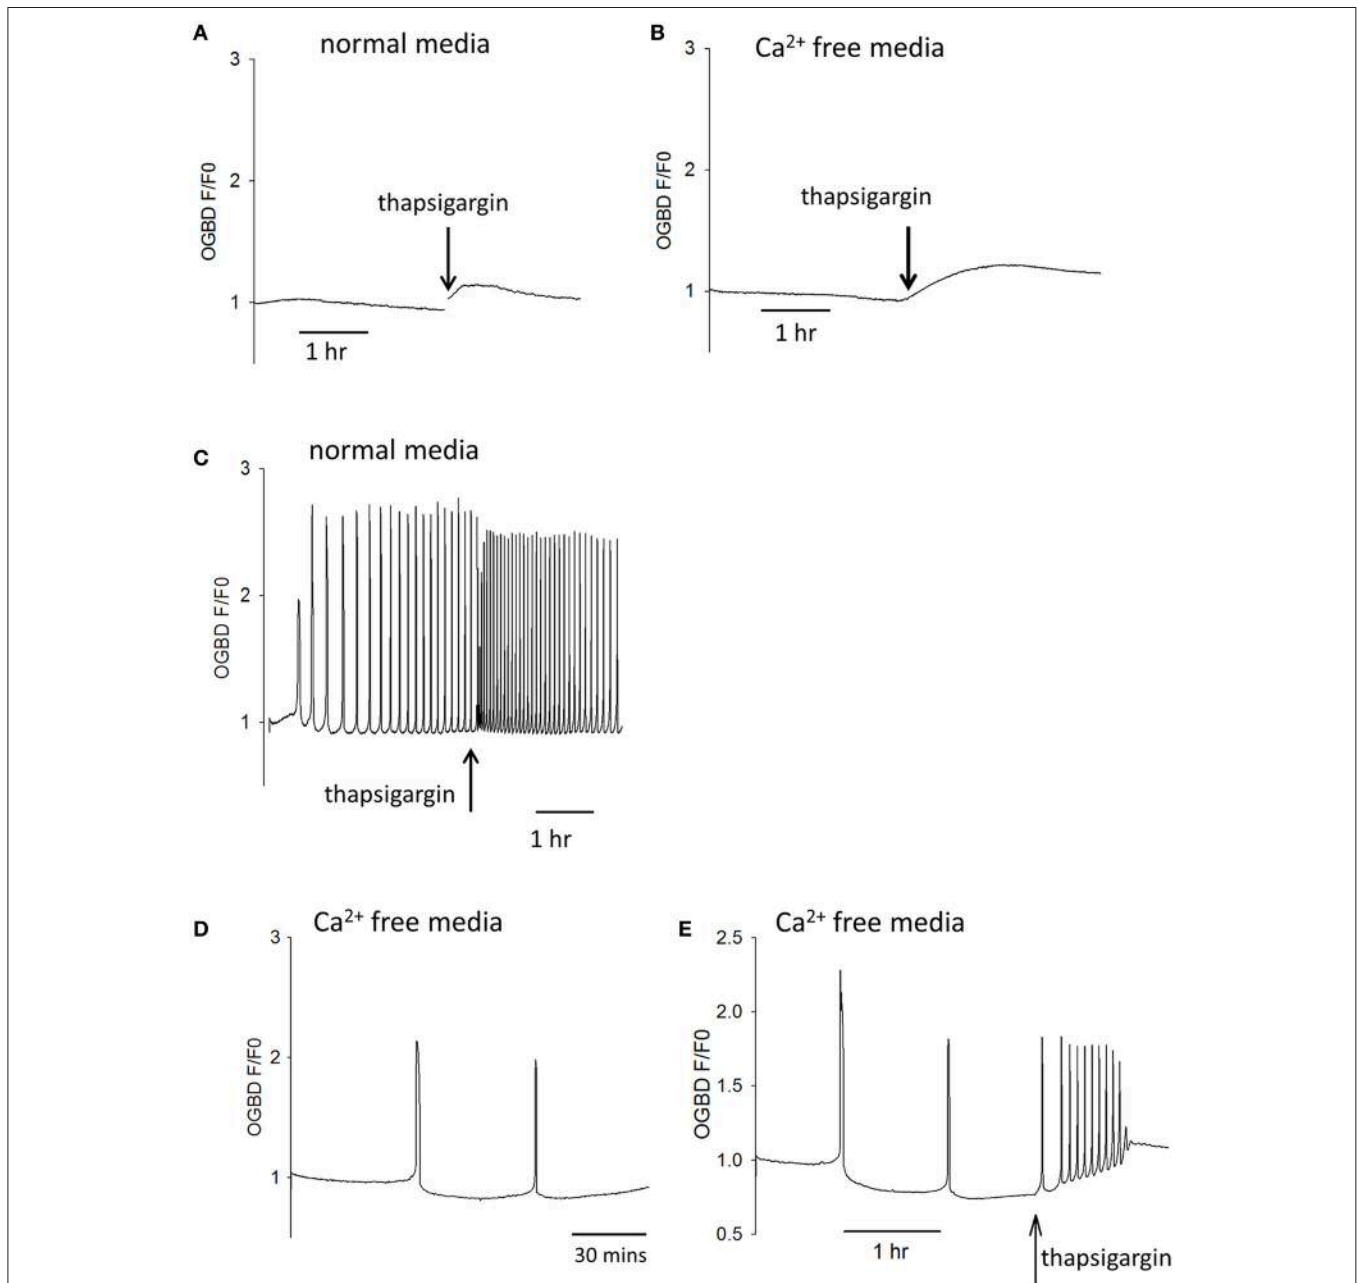 A
normal media
3
2
1
OGBD F/F0
thapsigargin
1 hr
B
Ca²⁺ free media
3
2
1
OGBD F/F0
thapsigargin
1 hr
C
normal media
3
2
1
OGBD F/F0
thapsigargin
1 hr
D
Ca²⁺ free media
3
2
1
OGBD F/F0
30 mins
E
Ca²⁺ free media
2.5
2.0
1.5
1.0
0.5
OGBD F/F0
1 hr
thapsigargin